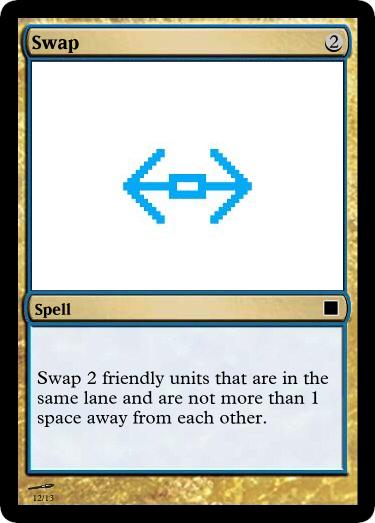 Swap 2
Spell
Swap 2 friendly units that are in the
same lane and are not more than 1
space away from each other.
12/13